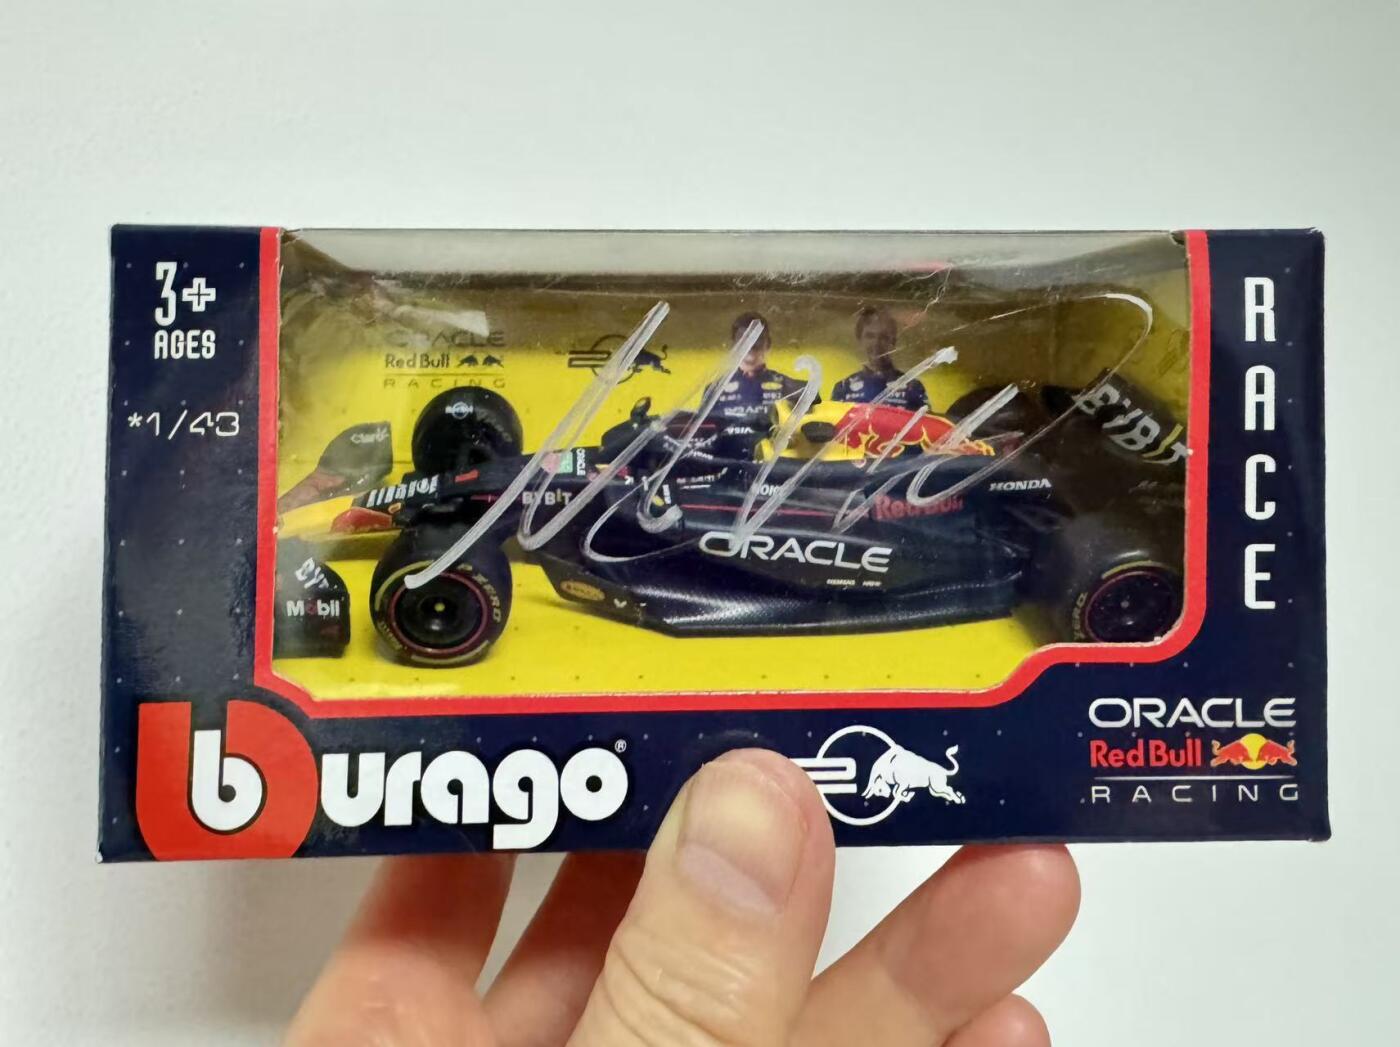 3+
AGES
*1/43
RACE
ORACLE
Red Bull
RACING
BYBIT
BYBIT
ORACLE
Red Bull
HONDA
Mobil
burago®
ORACLE
Red Bull
RACING